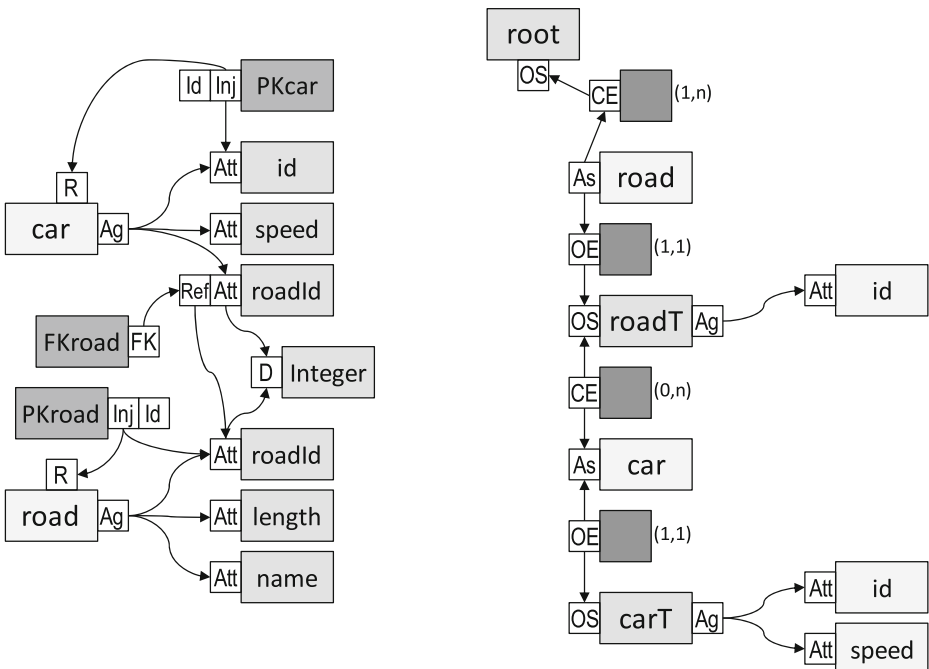 Id Inj PKcar
Att id
R
car Ag
Att speed
Ref Att roadId
FKroad FK
D Integer
PKroad Inj Id
Att roadId
R
road Ag
Att length
Att name
root
OS
CE (1,n)
As road
OE (1,1)
OS roadT Ag
Att id
CE (0,n)
As car
OE (1,1)
OS carT Ag
Att id
Att speed